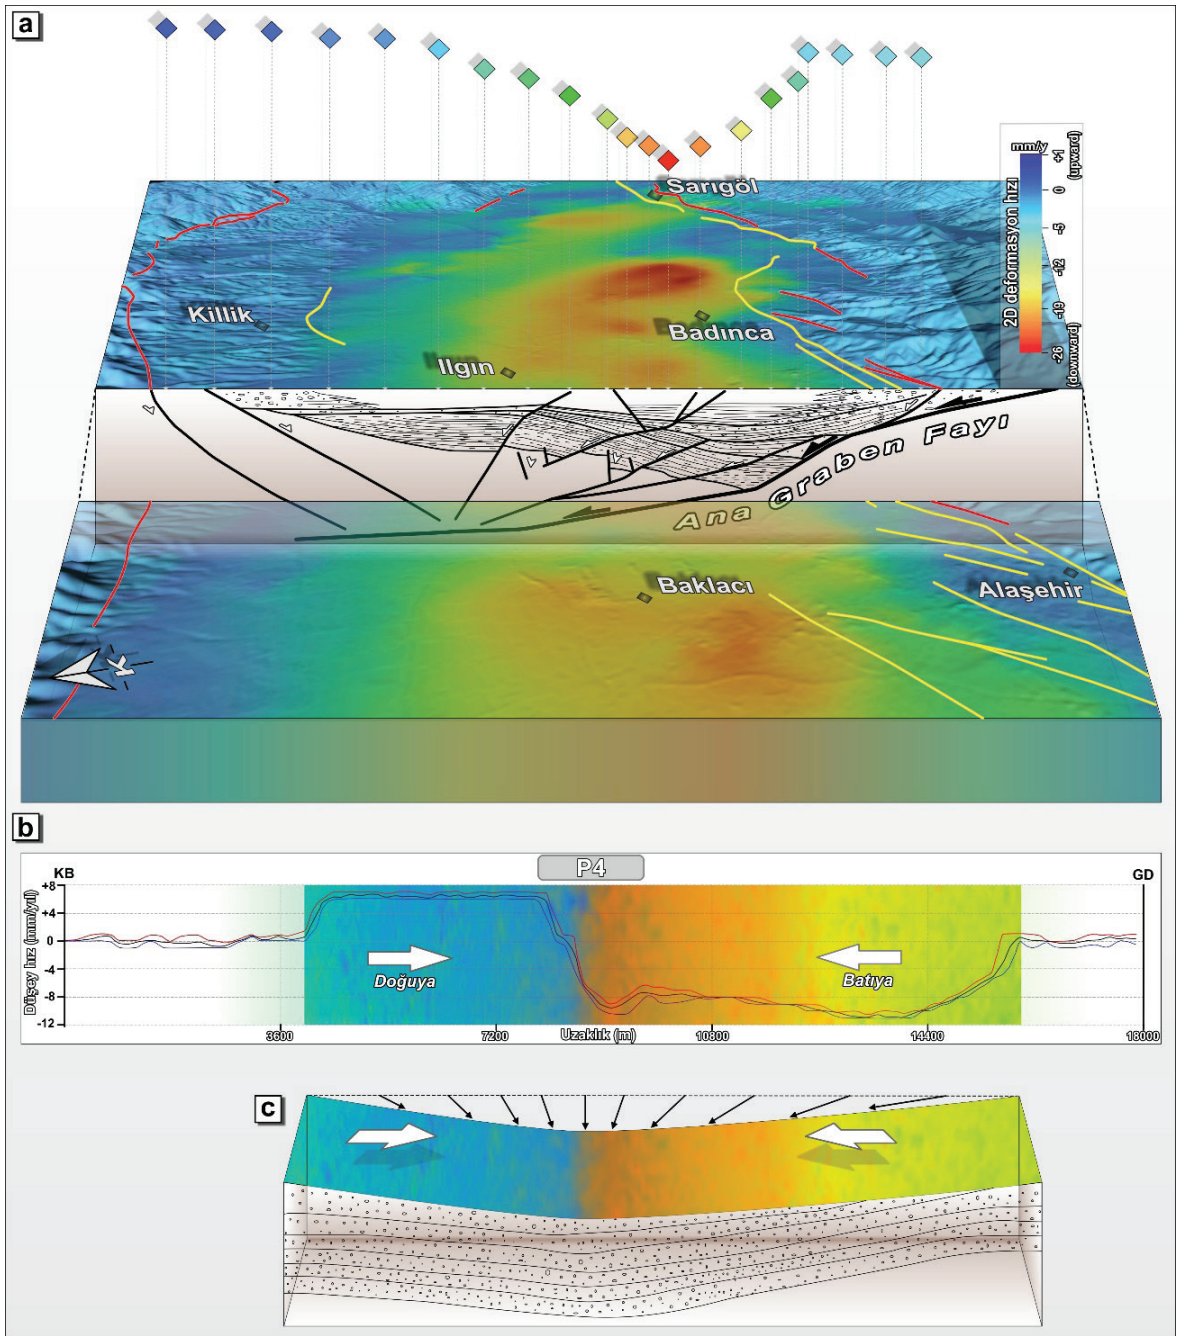 a
mm/y
+1
0
-5
-12
-19
-26
(upward)
(downward)
2D deformasyon hızı
Sarıgöl
Killik
Badınca
Ilgın
Ana Graben Fayı
Baklacı
Alaşehir
K
b
P4
KB
GD
Düşey hız (mm/yıl)
+8
+4
0
-4
-8
-12
Doğuya
Batıya
3600
7200
Uzaklık (m)
10800
14400
18000
c